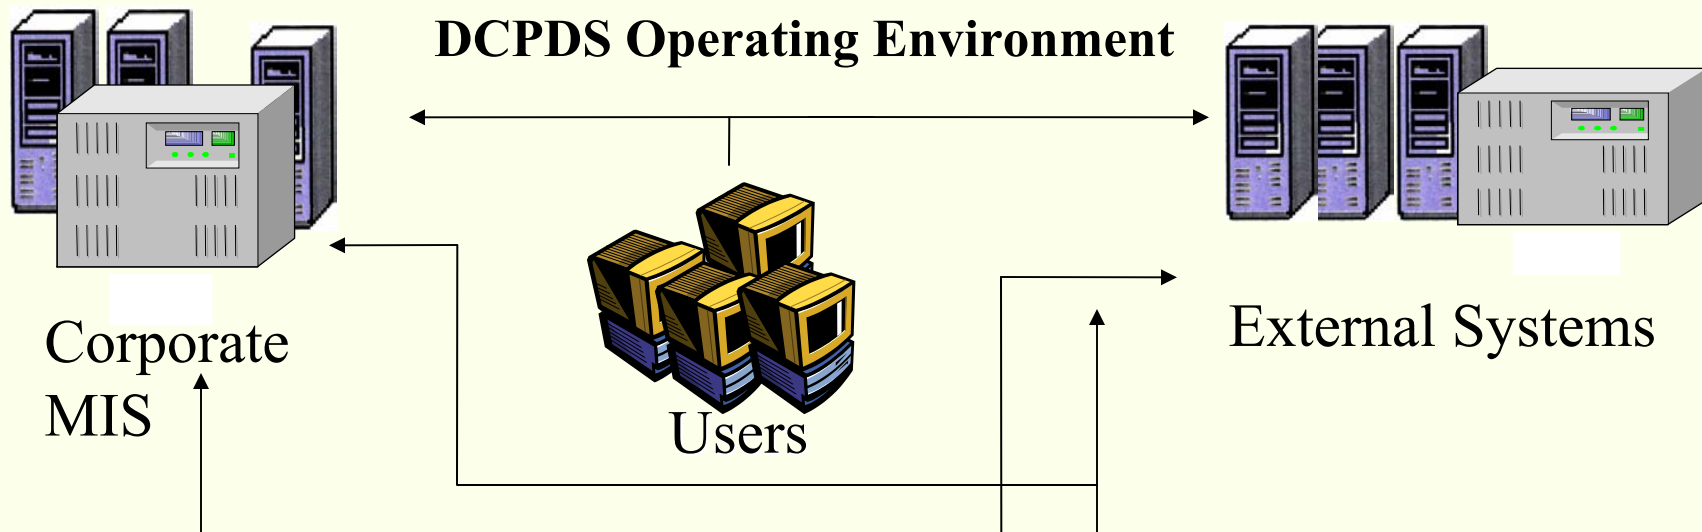 DCPDS Operating Environment
Corporate
MIS
Users
External Systems